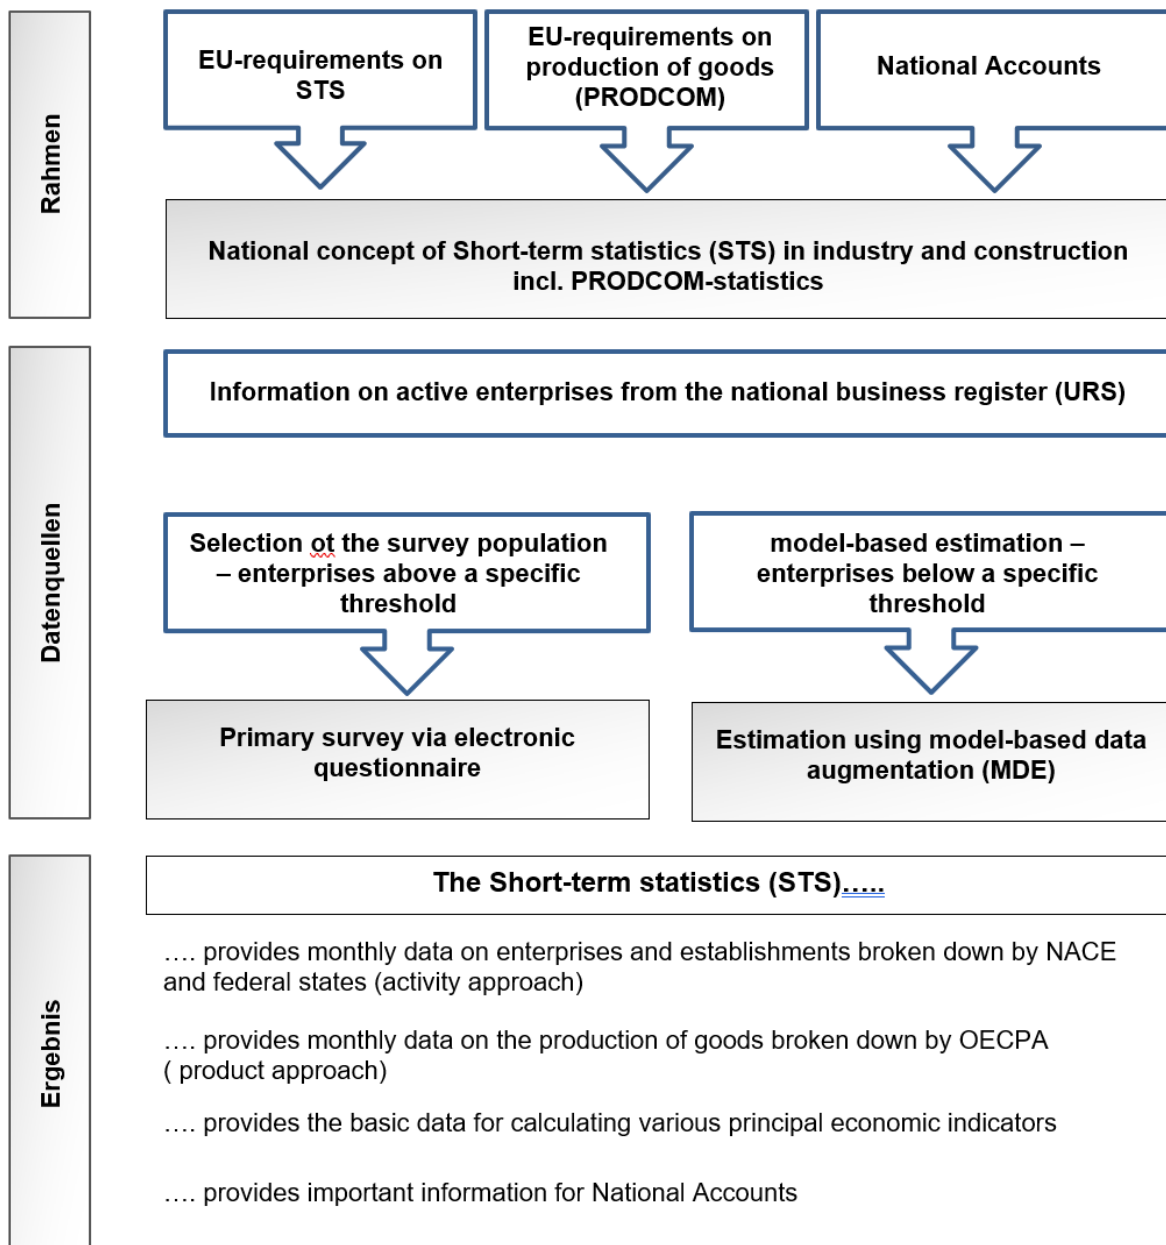 Rahmen
EU-requirements on
STS
EU-requirements on
production of goods
(PRODCOM)
National Accounts
National concept of Short-term statistics (STS) in industry and construction
incl. PRODCOM-statistics
Datenquellen
Information on active enterprises from the national business register (URS)
Selection ot the survey population
– enterprises above a specific
threshold
model-based estimation –
enterprises below a specific
threshold
Primary survey via electronic
questionnaire
Estimation using model-based data
augmentation (MDE)
Ergebnis
The Short-term statistics (STS)…..
…. provides monthly data on enterprises and establishments broken down by NACE
and federal states (activity approach)
…. provides monthly data on the production of goods broken down by OECPA
( product approach)
…. provides the basic data for calculating various principal economic indicators
…. provides important information for National Accounts